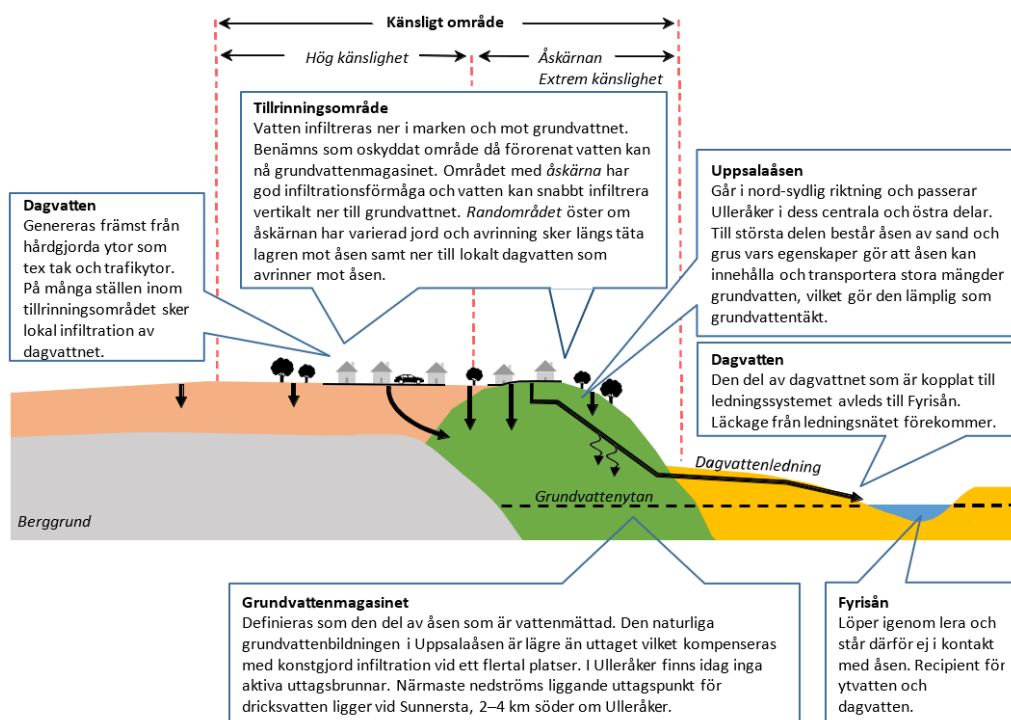 Känsligt område
Hög känslighet
Åskärnan
Extrem känslighet
Tillrinningsområde
Vatten infiltreras ner i marken och mot grundvattnet.
Benämns som oskyddat område då förorenat vatten kan
nå grundvattenmagasinet. Området med åskärna har
god infiltrationsförmåga och vatten kan snabbt infiltrera
vertikalt ner till grundvattnet. Randområdet öster om
åskärnan har varierad jord och avrinning sker längs täta
lagren mot åsen samt ner till lokalt dagvatten som
avrinner mot åsen.
Uppsalaåsen
Går i nord-sydlig riktning och passerar
Ulleråker i dess centrala och östra delar.
Till största delen består åsen av sand och
grus vars egenskaper gör att åsen kan
innehålla och transportera stora mängder
grundvatten, vilket gör den lämplig som
grundvattentäkt.
Dagvatten
Genereras främst från
hårdgjorda ytor som
tex tak och trafikytor.
På många ställen inom
tillrinningsområdet sker
lokal infiltration av
dagvattnet.
Dagvatten
Den del av dagvattnet som är kopplat till
ledningssystemet avleds till Fyrisån.
Läckage från ledningsnätet förekommer.
Dagvattenledning
Grundvattenytan
Berggrund
Grundvattenmagasinet
Definieras som den del av åsen som är vattenmättad. Den naturliga
grundvattenbildningen i Uppsalaåsen är lägre än uttaget vilket kompenseras
med konstgjord infiltration vid ett flertal platser. I Ulleråker finns idag inga
aktiva uttagsbrunnar. Närmaste nedströms liggande uttagspunkt för
dricksvatten ligger vid Sunnersta, 2–4 km söder om Ulleråker.
Fyrisån
Löper igenom lera och
står därför ej i kontakt
med åsen. Recipient för
ytvatten och
dagvatten.